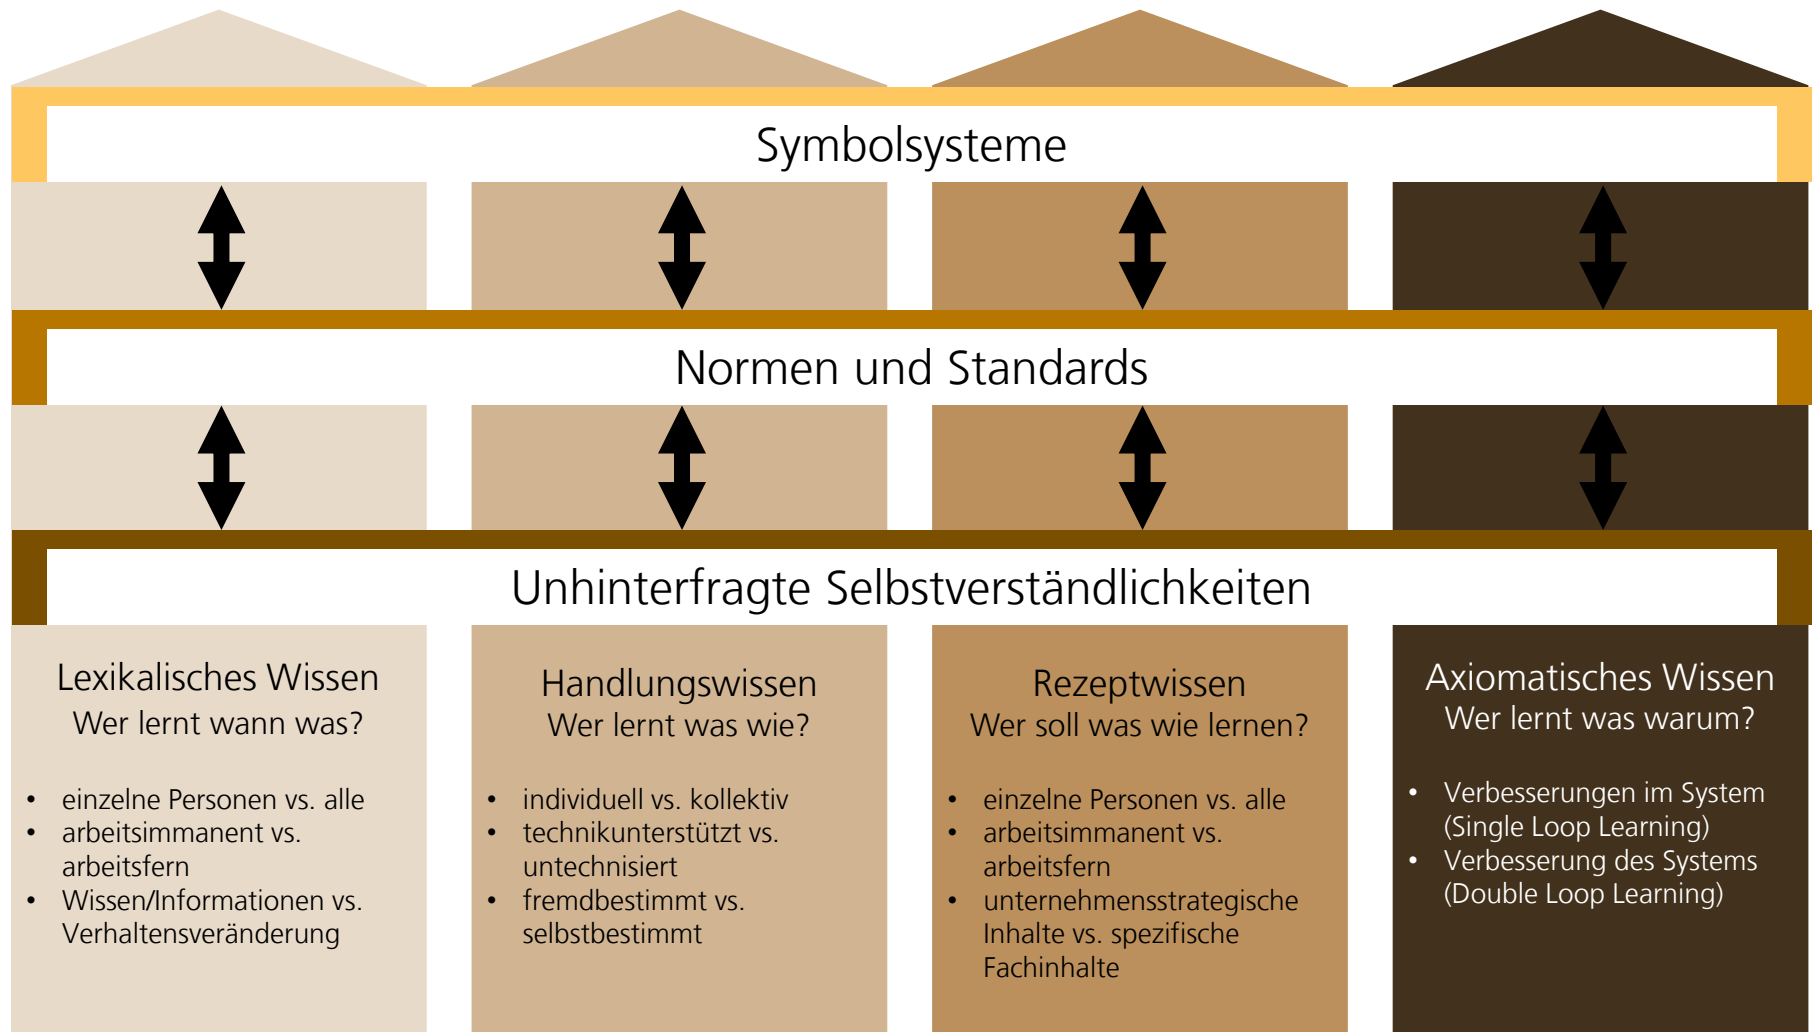 Symbolsysteme
Normen und Standards
Unhinterfragte Selbstverständlichkeiten
Lexikalisches Wissen
Wer lernt wann was?
• einzelne Personen vs. alle
• arbeitsimmanent vs.
arbeitsfern
• Wissen/Informationen vs.
Verhaltensveränderung
Handlungswissen
Wer lernt was wie?
• individuell vs. kollektiv
• technikunterstützt vs.
untechnisiert
• fremdbestimmt vs.
selbstbestimmt
Rezeptwissen
Wer soll was wie lernen?
• einzelne Personen vs. alle
• arbeitsimmanent vs.
arbeitsfern
• unternehmensstrategische
Inhalte vs. spezifische
Fachinhalte
Axiomatisches Wissen
Wer lernt was warum?
• Verbesserungen im System
(Single Loop Learning)
• Verbesserung des Systems
(Double Loop Learning)